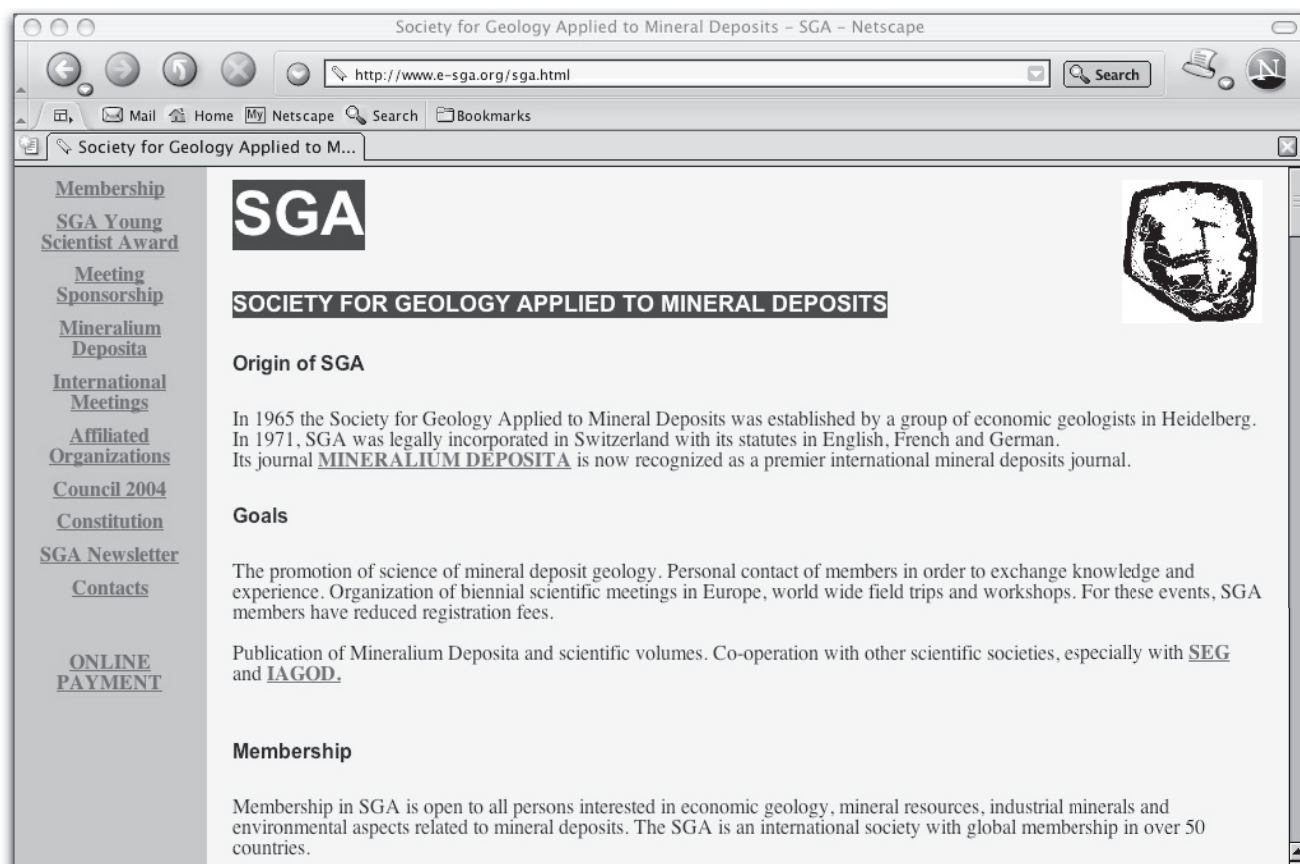 Society for Geology Applied to Mineral Deposits – SGA – Netscape
http://www.e-sga.org/sga.html
Search
N
Mail Home My Netscape Search Bookmarks
Society for Geology Applied to M...
Membership
SGA Young
Scientist Award
Meeting
Sponsorship
Mineralium
Deposita
International
Meetings
Affiliated
Organizations
Council 2004
Constitution
SGA Newsletter
Contacts
ONLINE
PAYMENT
SGA
SOCIETY FOR GEOLOGY APPLIED TO MINERAL DEPOSITS
Origin of SGA
In 1965 the Society for Geology Applied to Mineral Deposits was established by a group of economic geologists in Heidelberg.
In 1971, SGA was legally incorporated in Switzerland with its statutes in English, French and German.
Its journal MINERALIUM DEPOSITA is now recognized as a premier international mineral deposits journal.
Goals
The promotion of science of mineral deposit geology. Personal contact of members in order to exchange knowledge and
experience. Organization of biennial scientific meetings in Europe, world wide field trips and workshops. For these events, SGA
members have reduced registration fees.
Publication of Mineralium Deposita and scientific volumes. Co-operation with other scientific societies, especially with SEG
and IAGOD.
Membership
Membership in SGA is open to all persons interested in economic geology, mineral resources, industrial minerals and
environmental aspects related to mineral deposits. The SGA is an international society with global membership in over 50
countries.